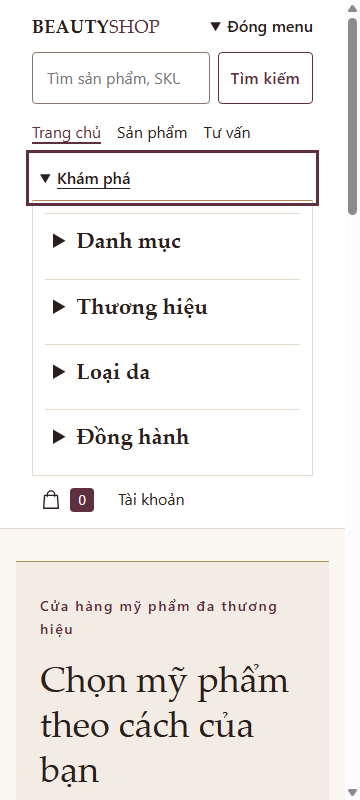 BEAUTYSHOP
Đóng menu
Tìm sản phẩm, SKU
Tìm kiếm
Trang chủ Sản phẩm Tư vấn
Khám phá
Danh mục
Thương hiệu
Loại da
Đồng hành
0 Tài khoản
Cửa hàng mỹ phẩm đa thương
hiệu
Chọn mỹ phẩm
theo cách của
bạn